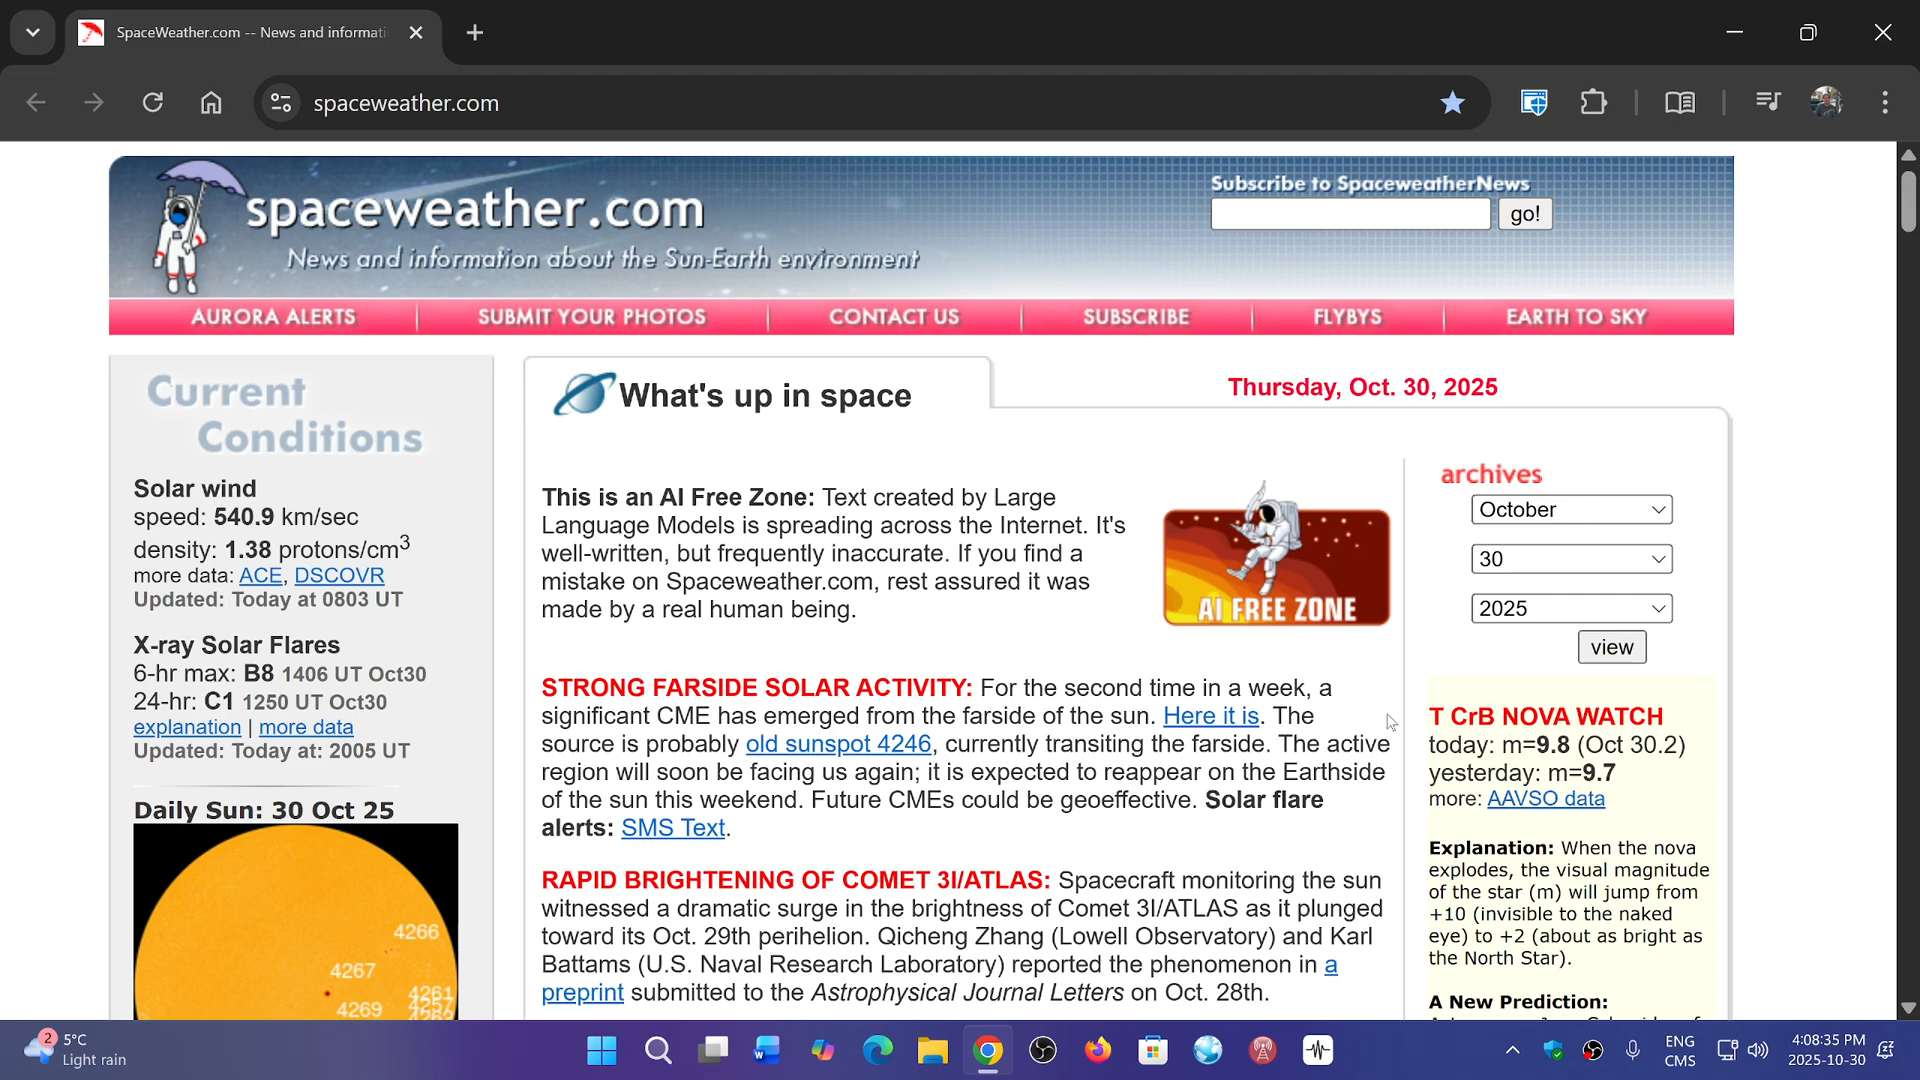 SpaceWeather.com -- News and informati
spaceweather.com
spaceweather.com
News and information about the Sun-Earth environment
Subscribe to SpaceweatherNews
go!
AURORA ALERTS
SUBMIT YOUR PHOTOS
CONTACT US
SUBSCRIBE
FLYBYS
EARTH TO SKY
Current
Conditions
Solar wind
speed: 540.9 km/sec
density: 1.38 protons/cm3
more data: ACE, DSCOVR
Updated: Today at 0803 UT
X-ray Solar Flares
6-hr max: B8 1406 UT Oct30
24-hr: C1 1250 UT Oct30
explanation | more data
Updated: Today at: 2005 UT
Daily Sun: 30 Oct 25
4266
4267
4261
4269
What's up in space
Thursday, Oct. 30, 2025
This is an AI Free Zone: Text created by Large
Language Models is spreading across the Internet. It's
well-written, but frequently inaccurate. If you find a
mistake on Spaceweather.com, rest assured it was
made by a real human being.
AI FREE ZONE
STRONG FARSIDE SOLAR ACTIVITY: For the second time in a week, a
significant CME has emerged from the farside of the sun. Here it is. The
source is probably old sunspot 4246, currently transiting the farside. The active
region will soon be facing us again; it is expected to reappear on the Earthside
of the sun this weekend. Future CMEs could be geoeffective. Solar flare
alerts: SMS Text.
RAPID BRIGHTENING OF COMET 3I/ATLAS: Spacecraft monitoring the sun
witnessed a dramatic surge in the brightness of Comet 3I/ATLAS as it plunged
toward its Oct. 29th perihelion. Qicheng Zhang (Lowell Observatory) and Karl
Battams (U.S. Naval Research Laboratory) reported the phenomenon in a
preprint submitted to the Astrophysical Journal Letters on Oct. 28th.
archives
October
30
2025
view
T CrB NOVA WATCH
today: m=9.8 (Oct 30.2)
yesterday: m=9.7
more: AAVSO data
Explanation: When the nova
explodes, the visual magnitude
of the star (m) will jump from
+10 (invisible to the naked
eye) to +2 (about as bright as
the North Star).
A New Prediction:
2
5°C
Light rain
ENG
CMS
4:08:35 PM
2025-10-30